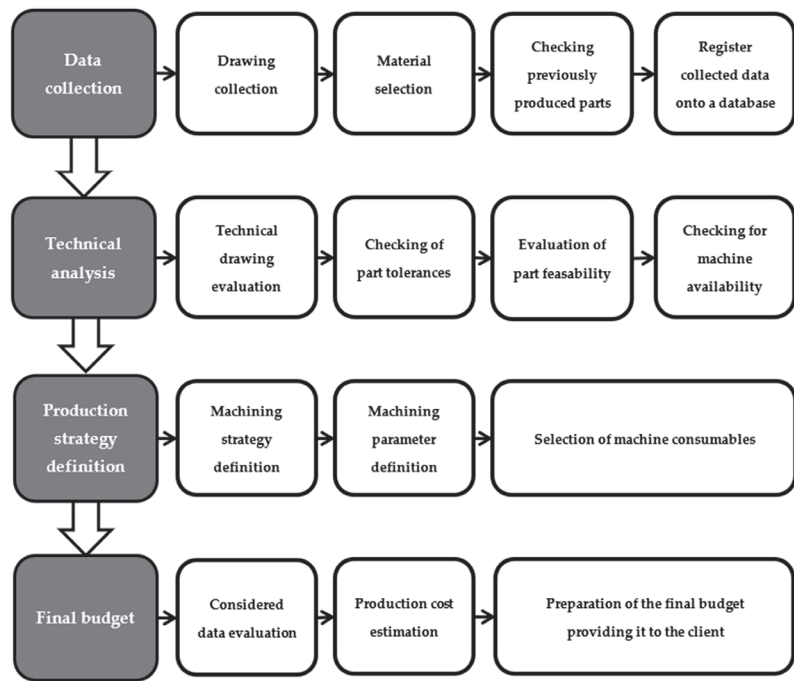 Data
collection
Drawing
collection
Material
selection
Checking
previously
produced parts
Register
collected data
onto a database
Technical
analysis
Technical
drawing
evaluation
Checking of
part tolerances
Evaluation of
part feasability
Checking for
machine
availability
Production
strategy
definition
Machining
strategy
definition
Machining
parameter
definition
Selection of machine consumables
Final budget
Considered
data evaluation
Production cost
estimation
Preparation of the final budget
providing it to the client